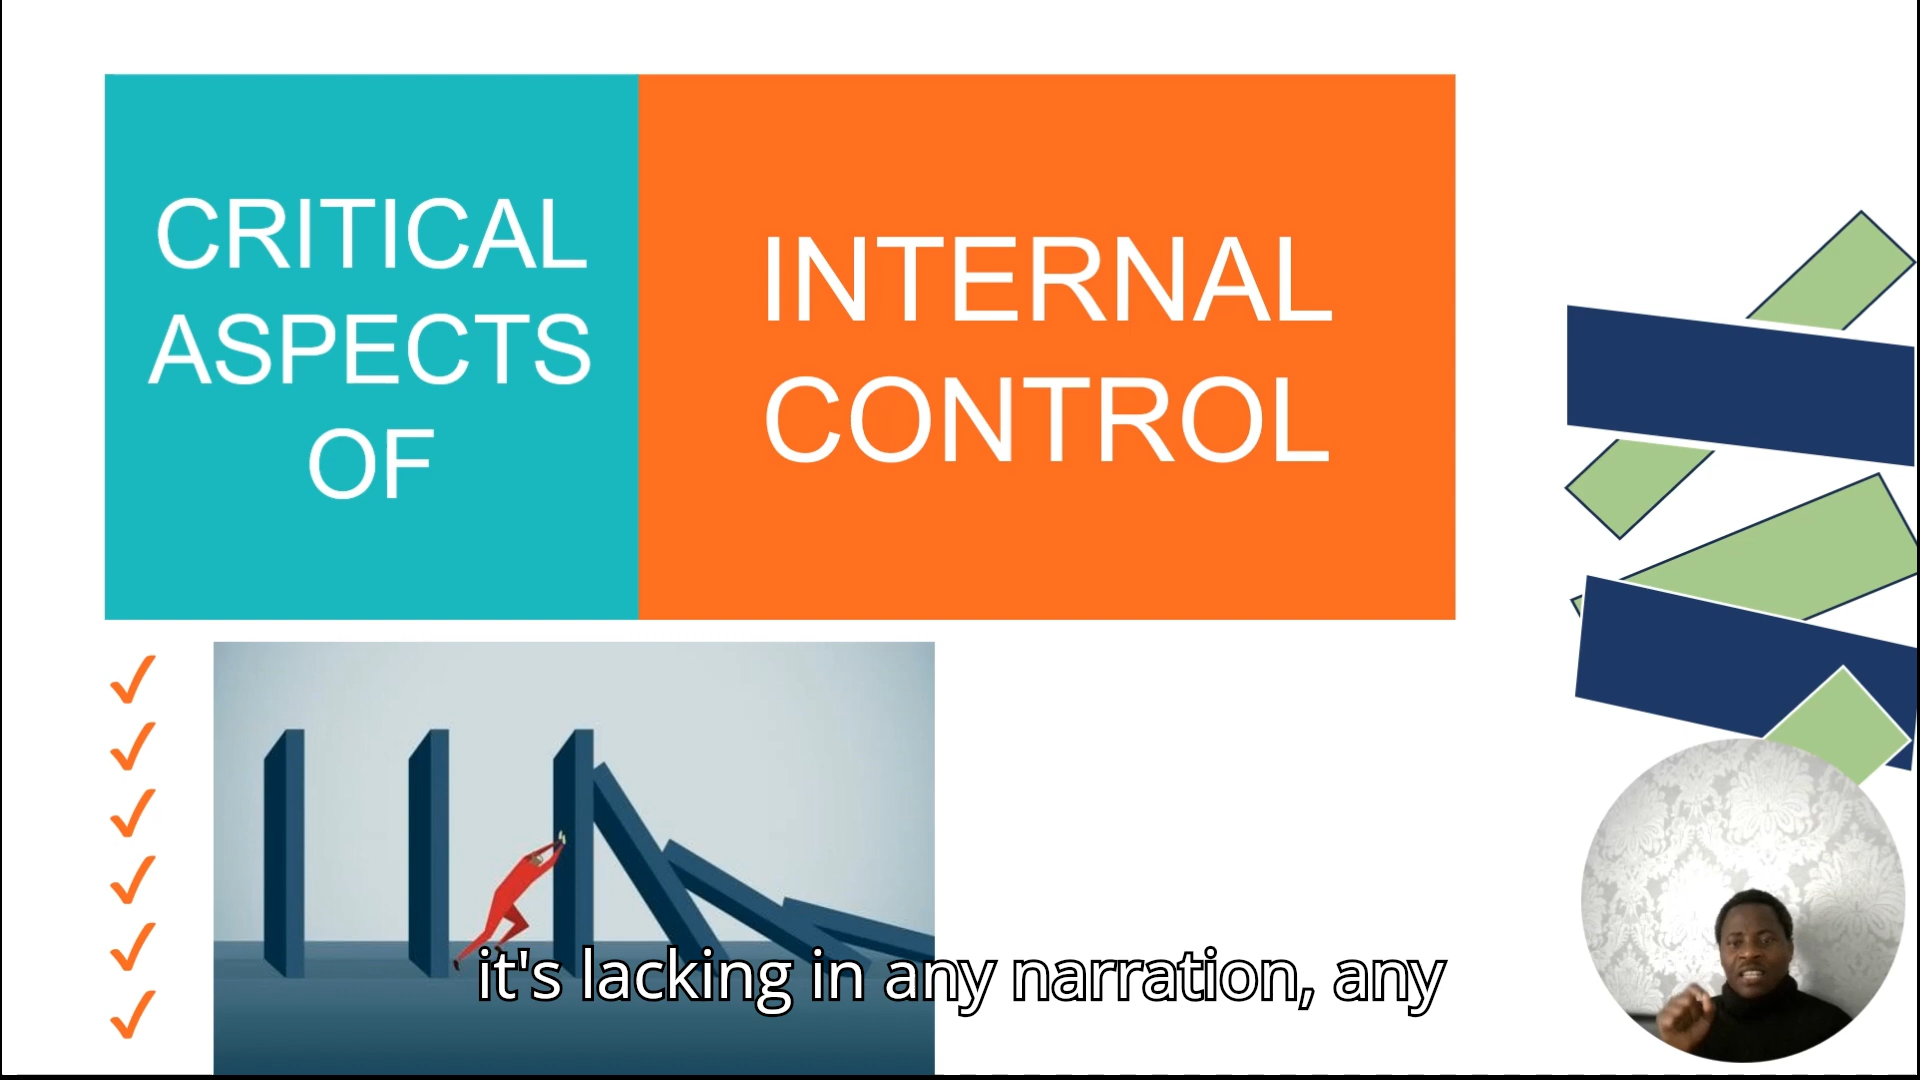 CRITICAL
ASPECTS
OF
INTERNAL
CONTROL
it's lacking in any narration, any